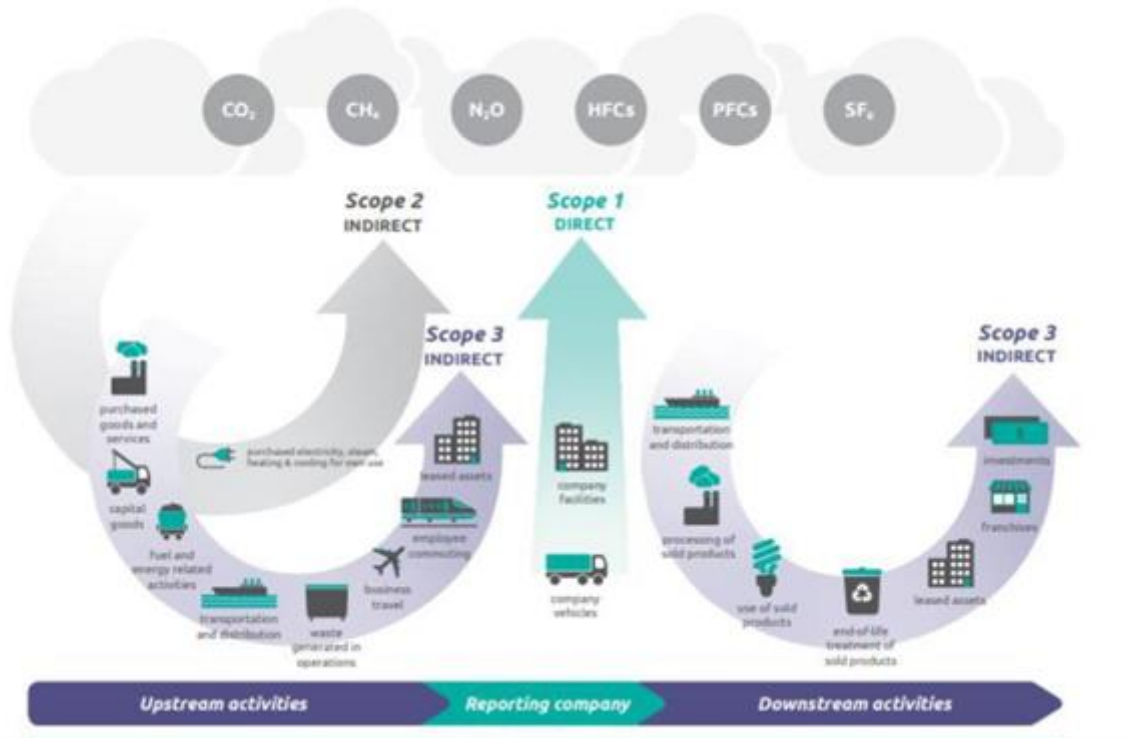 CO₂ CH₄ N₂O HFCs PFCs SF₆
Scope 2
INDIRECT
Scope 1
DIRECT
Scope 3
INDIRECT
Scope 3
INDIRECT
purchased
goods and
services
capital
goods
fuel and
energy related
activities
purchased electricity, steam,
heating & cooling for own use
transportation
and distribution
waste
generated in
operations
business
travel
employee
commuting
leased assets
company
facilities
company
vehicles
transportation
and distribution
processing of
sold products
use of sold
products
end-of-life
treatment of
sold products
leased assets
franchises
investments
Upstream activities
Reporting company
Downstream activities